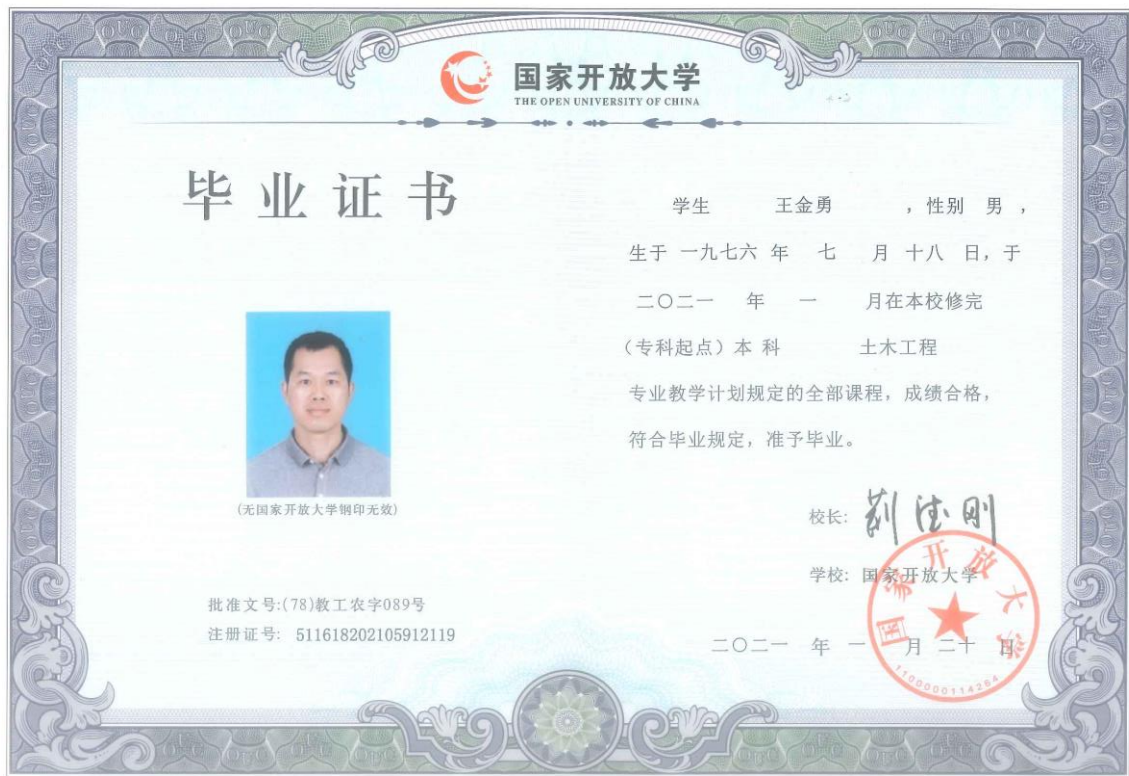 国家开放大学
THE OPEN UNIVERSITY OF CHINA
毕业证书
(无国家开放大学钢印无效)
批准文号:(78)教工农字089号
注册证号: 511618202105912119
学生 王金勇 ，性别 男 ，
生于 一九七六 年 七 月 十八 日，于
二〇二一 年 一 月在本校修完
（专科起点）本 科 土木工程
专业教学计划规定的全部课程，成绩合格，
符合毕业规定，准予毕业。
校长:
学校: 国家开放大学
二〇二一 年 一 月 二十 日
国家开放大学
1100000114264